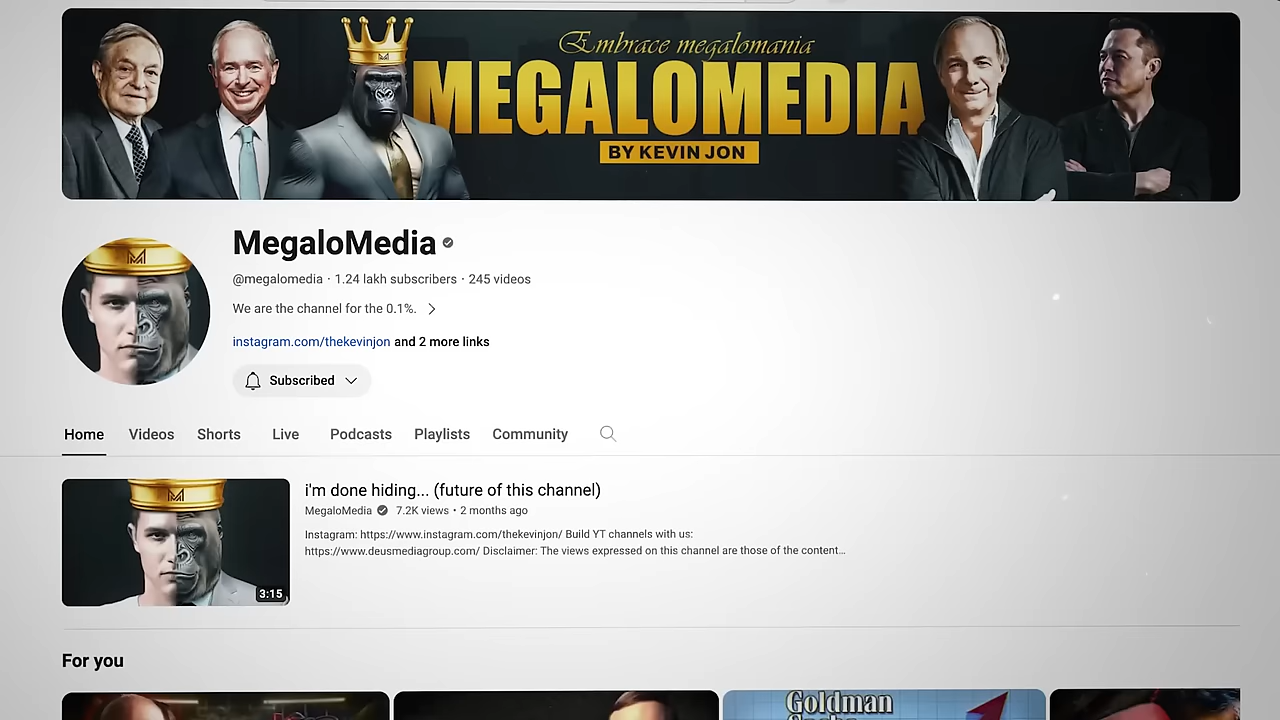 Embrace megalomania
MEGALOMEDIA
BY KEVIN JON
MegaloMedia
@megalomedia · 1.24 lakh subscribers · 245 videos
We are the channel for the 0.1%.
instagram.com/thekevinjon and 2 more links
Subscribed
Home Videos Shorts Live Podcasts Playlists Community
i'm done hiding... (future of this channel)
MegaloMedia 7.2K views • 2 months ago
Instagram: https://www.instagram.com/thekevinjon/ Build YT channels with us:
https://www.deusmediagroup.com/ Disclaimer: The views expressed on this channel are those of the content...
3:15
For you
Goldman